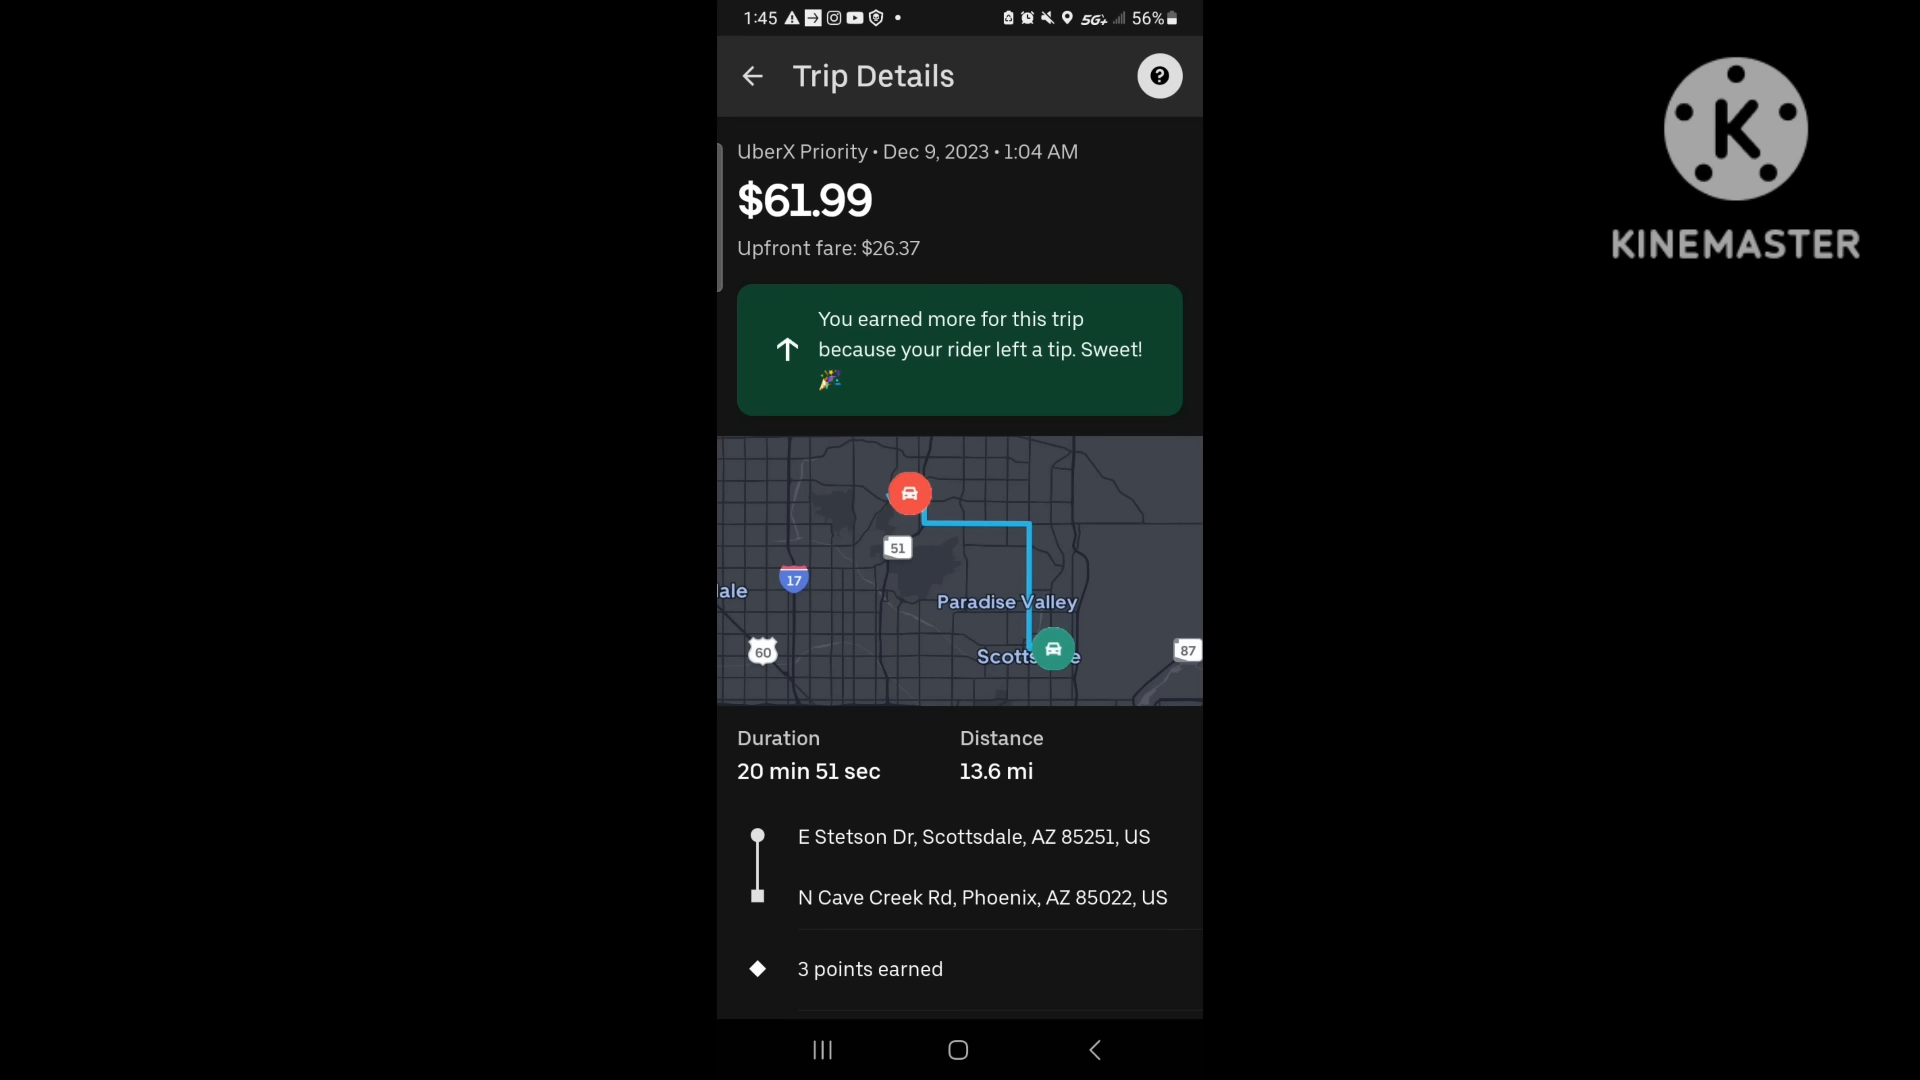 1:45 5G+ 56%
Trip Details
K
KINEMASTER
UberX Priority • Dec 9, 2023 • 1:04 AM
$61.99
Upfront fare: $26.37
You earned more for this trip
because your rider left a tip. Sweet!
🎉
51
17
ale
Paradise Valley
60
Scotts e
87
Duration Distance
20 min 51 sec 13.6 mi
E Stetson Dr, Scottsdale, AZ 85251, US
N Cave Creek Rd, Phoenix, AZ 85022, US
3 points earned